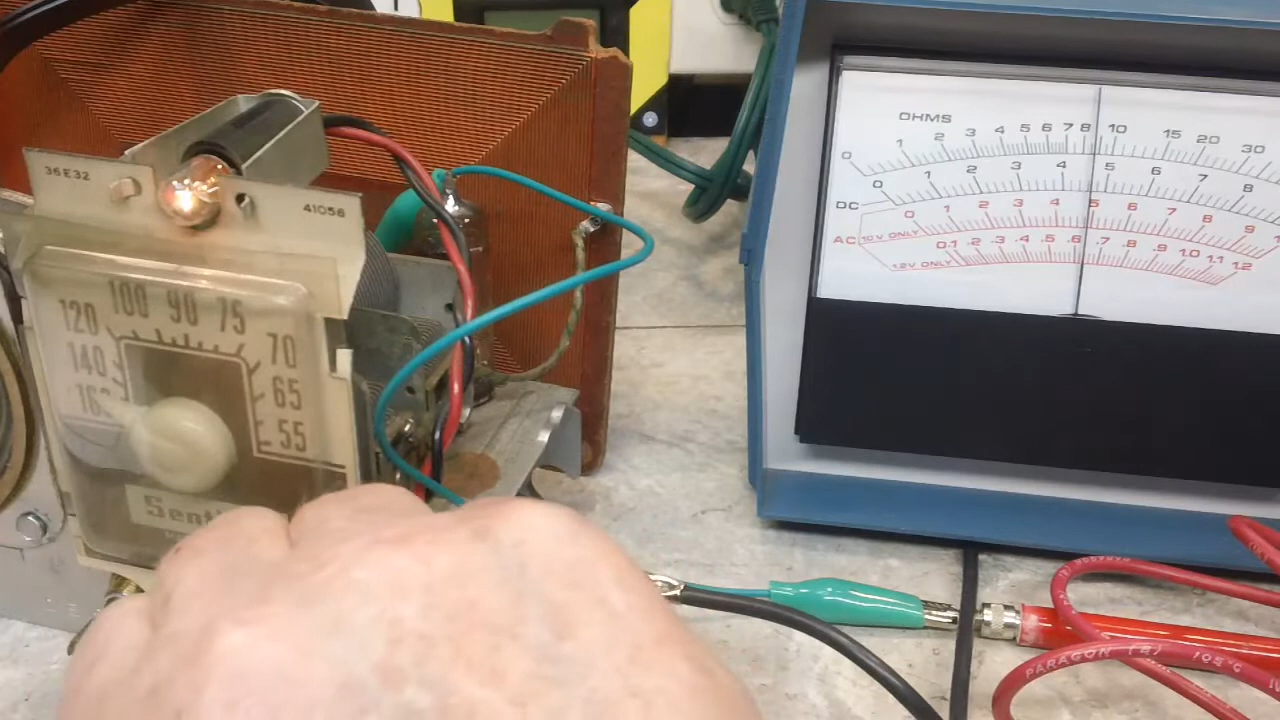 36E32
41056
120 100 90 75
140 70
65
55
Sent
OHMS
0 1 2 3 4 5 6 7 8 10 15 20 30
DC 0 1 2 3 4 5 6 7 8
AC 10 V ONLY 0 1 2 3 4 5 6 7 8 9
1.2V ONLY 0.1 .2 .3 .4 .5 .6 .7 .8 .9 1.0 1.1 1.2
PARAGON (R) 105°C